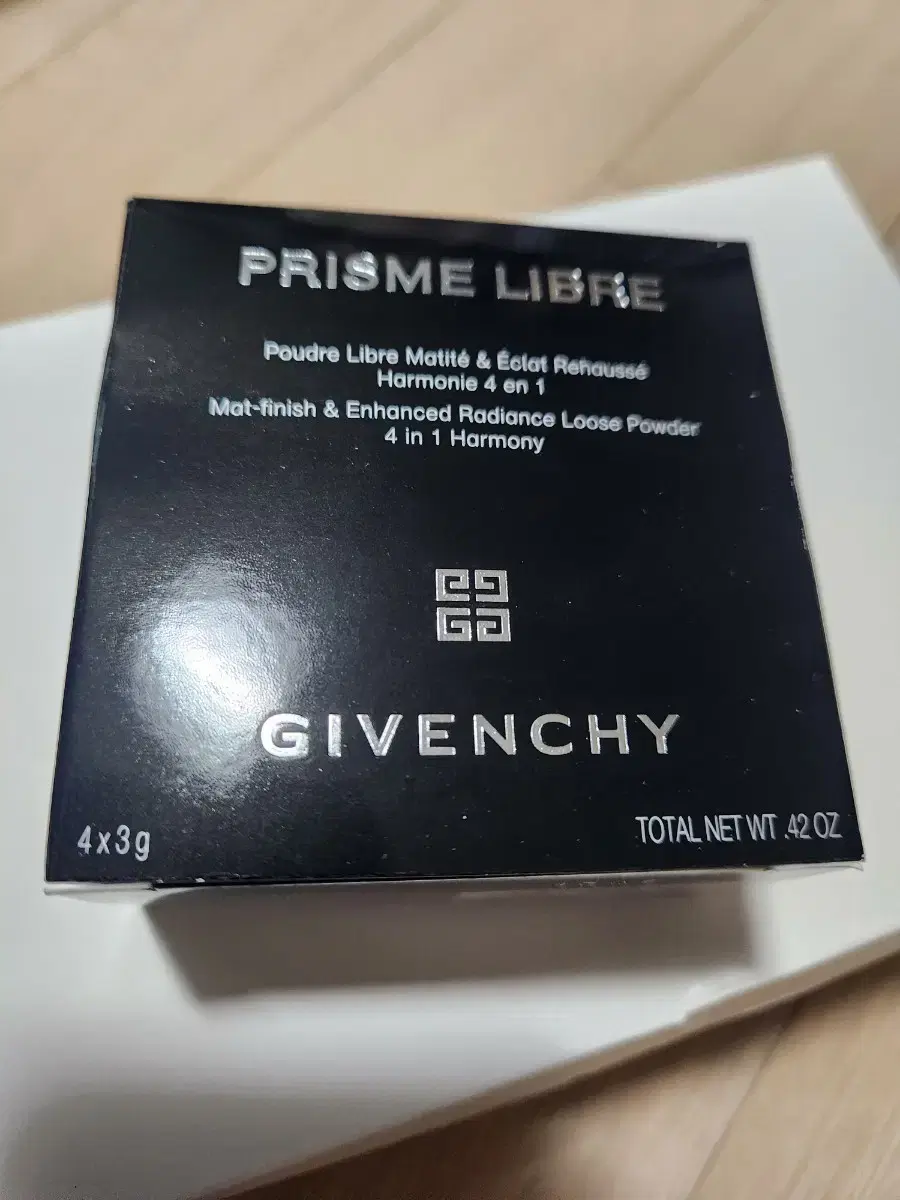 PRISME LIBRE
Poudre Libre Matité & Éclat Rehaussé
Harmonie 4 en 1
Mat-finish & Enhanced Radiance Loose Powder
4 in 1 Harmony
GIVENCHY
4x3g
TOTAL NET WT .42 OZ